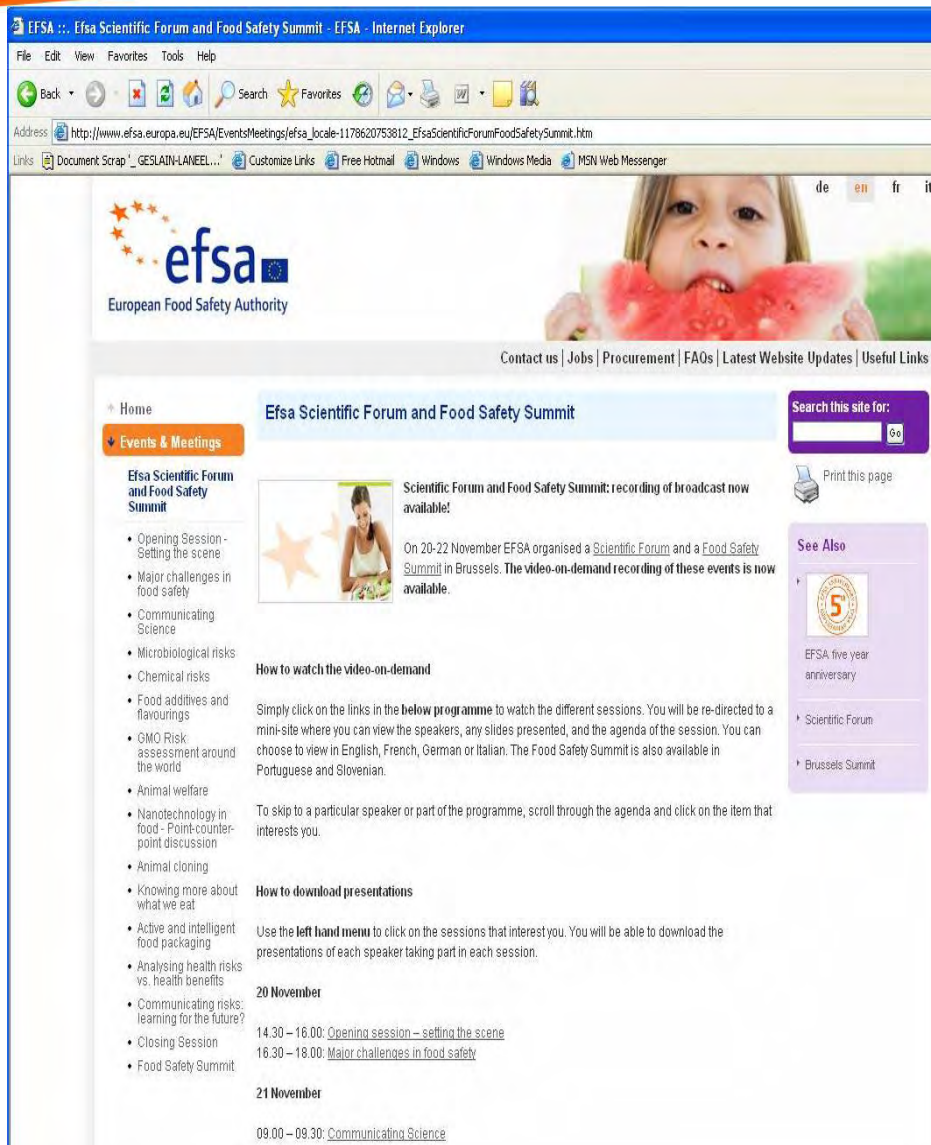 EFSA ::. Efsa Scientific Forum and Food Safety Summit - EFSA - Internet Explorer
File Edit View Favorites Tools Help
Back Search Favorites
Address http://www.efsa.europa.eu/EFSA/EventsMeetings/efsa_locale-1178620753812_EfsaScientificForumFoodSafetySummit.htm
Links Document Scrap '_GESLAIN-LANEEL...' Customize Links Free Hotmail Windows Windows Media MSN Web Messenger
de en fr it
efsa
European Food Safety Authority
Contact us | Jobs | Procurement | FAQs | Latest Website Updates | Useful Links
Home
Events & Meetings
Efsa Scientific Forum
and Food Safety
Summit
• Opening Session -
Setting the scene
• Major challenges in
food safety
• Communicating
Science
• Microbiological risks
• Chemical risks
• Food additives and
flavourings
• GMO Risk
assessment around
the world
• Animal welfare
• Nanotechnology in
food - Point-counter-
point discussion
• Animal cloning
• Knowing more about
what we eat
• Active and intelligent
food packaging
• Analysing health risks
vs. health benefits
• Communicating risks:
learning for the future?
• Closing Session
• Food Safety Summit
Efsa Scientific Forum and Food Safety Summit
Scientific Forum and Food Safety Summit: recording of broadcast now
available!
On 20-22 November EFSA organised a Scientific Forum and a Food Safety
Summit in Brussels. The video-on-demand recording of these events is now
available.
How to watch the video-on-demand
Simply click on the links in the below programme to watch the different sessions. You will be re-directed to a
mini-site where you can view the speakers, any slides presented, and the agenda of the session. You can
choose to view in English, French, German or Italian. The Food Safety Summit is also available in
Portuguese and Slovenian.
To skip to a particular speaker or part of the programme, scroll through the agenda and click on the item that
interests you.
How to download presentations
Use the left hand menu to click on the sessions that interest you. You will be able to download the
presentations of each speaker taking part in each session.
20 November
14.30 – 16.00: Opening session – setting the scene
16.30 – 18.00: Major challenges in food safety
21 November
09.00 – 09.30: Communicating Science
Search this site for:
Go
Print this page
See Also
5th
EFSA five year
anniversary
Scientific Forum
Brussels Summit